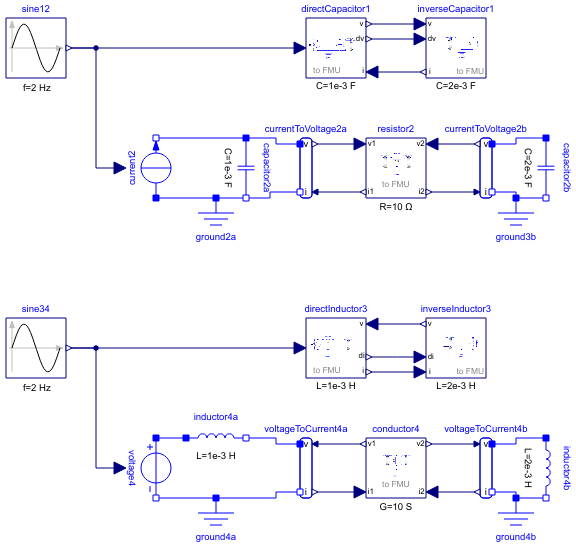 sine12
directCapacitor1
inverseCapacitor1
v
v
dv
dv
i
i
to FMU
to FMU
f=2 Hz
C=1e-3 F
C=2e-3 F
current2
C=1e-3 F
capacitor2a
currentToVoltage2a
resistor2
currentToVoltage2b
v
v1
v2
v
to FMU
i
i1
i2
i
R=10 Ω
C=2e-3 F
capacitor2b
ground2a
ground3b
sine34
directInductor3
inverseInductor3
v
v
di
di
i
i
to FMU
to FMU
f=2 Hz
L=1e-3 H
L=2e-3 H
inductor4a
L=1e-3 H
voltage4
+
−
voltageToCurrent4a
conductor4
voltageToCurrent4b
v
v1
v2
v
to FMU
i
i1
i2
i
G=10 S
L=2e-3 H
inductor4b
ground4a
ground4b